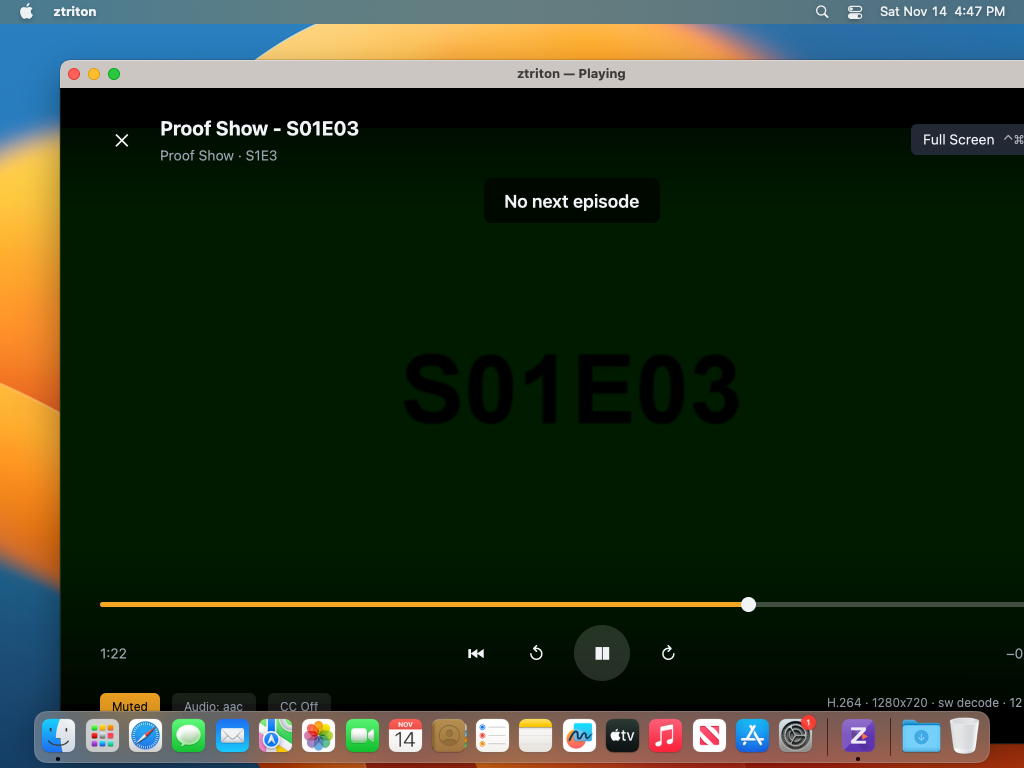 ztriton
Sat Nov 14 4:47 PM
ztriton — Playing
Proof Show - S01E03
Proof Show · S1E3
Full Screen ^⌘
No next episode
S01E03
1:22
–0
Muted
Audio: aac
CC Off
H.264 · 1280x720 · sw decode · 12
NOV
14
tv
1
Z